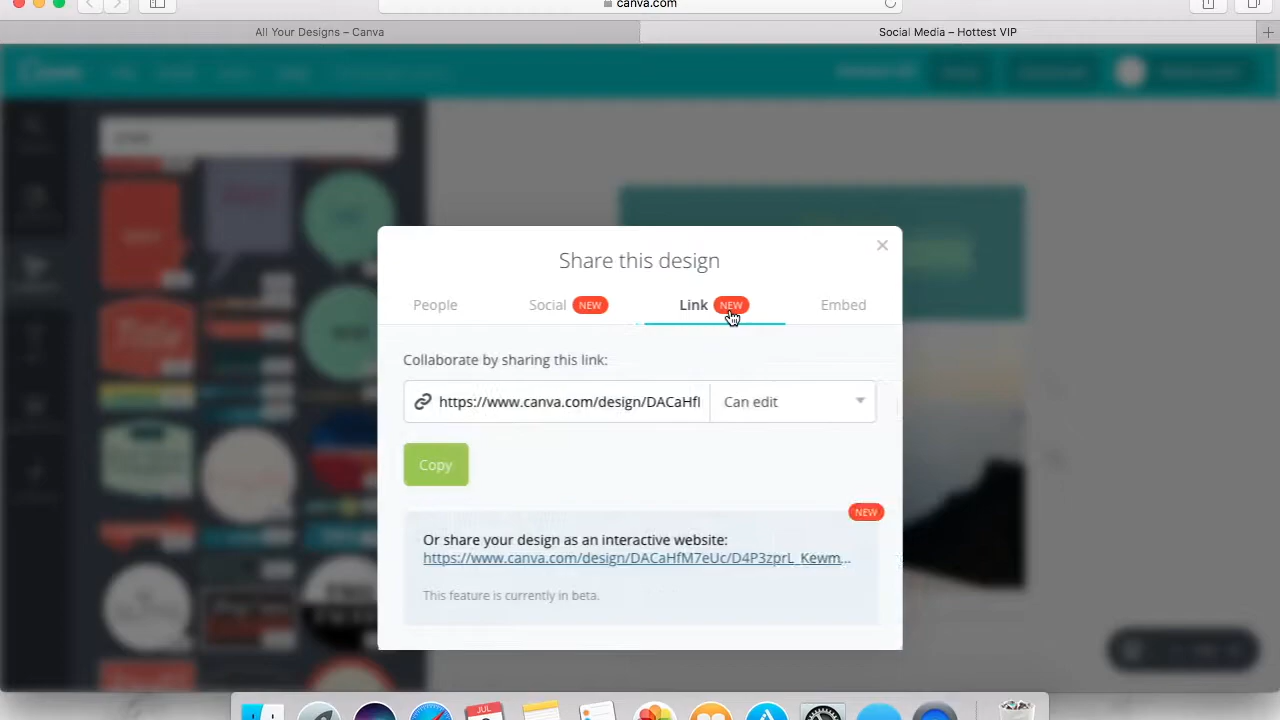 canva.com
All Your Designs – Canva
Social Media – Hottest VIP
Share this design
People
Social NEW
Link NEW
Embed
Collaborate by sharing this link:
https://www.canva.com/design/DACaHfl
Can edit
Copy
NEW
Or share your design as an interactive website:
https://www.canva.com/design/DACaHfM7eUc/D4P3zprL_Kewm...
This feature is currently in beta.
JUL